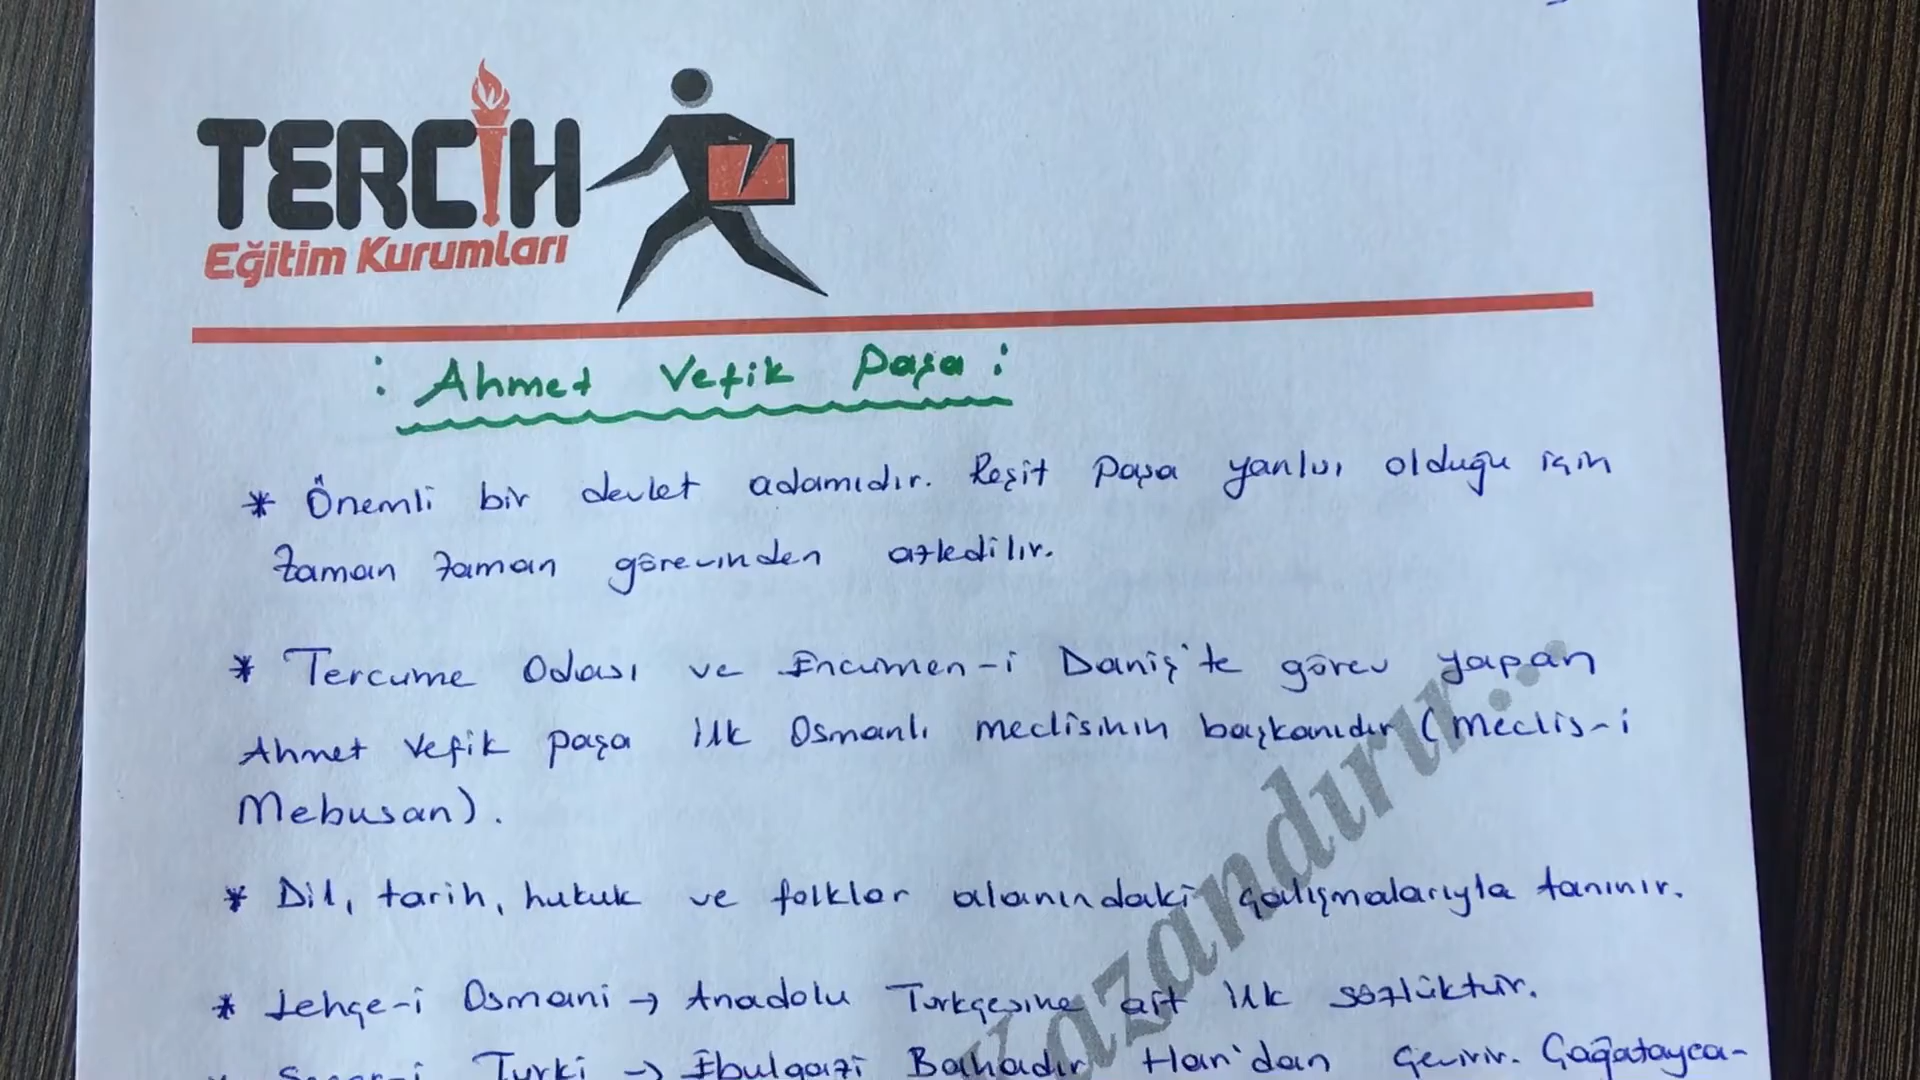 TERCİH
Eğitim Kurumları
: Ahmet Vefik Paşa :
* Önemli bir devlet adamıdır. Reşit Paşa yanlısı olduğu için
zaman zaman görevinden azledilir.
* Tercume Odası ve Encumen-i Daniş'te görev yapan
Ahmet Vefik paşa ilk Osmanlı meclisinin başkanıdır (Meclis-i
Mebusan).
* Dil, tarih, hukuk ve folklor alanındaki çalışmalarıyla tanınır.
* Lehçe-i Osmani → Anadolu Türkçesine ait ilk sözlüktür.
Türki → Ebulgazi Bahadır Han'dan çevirir. Çağatayca-
Kazandırır...